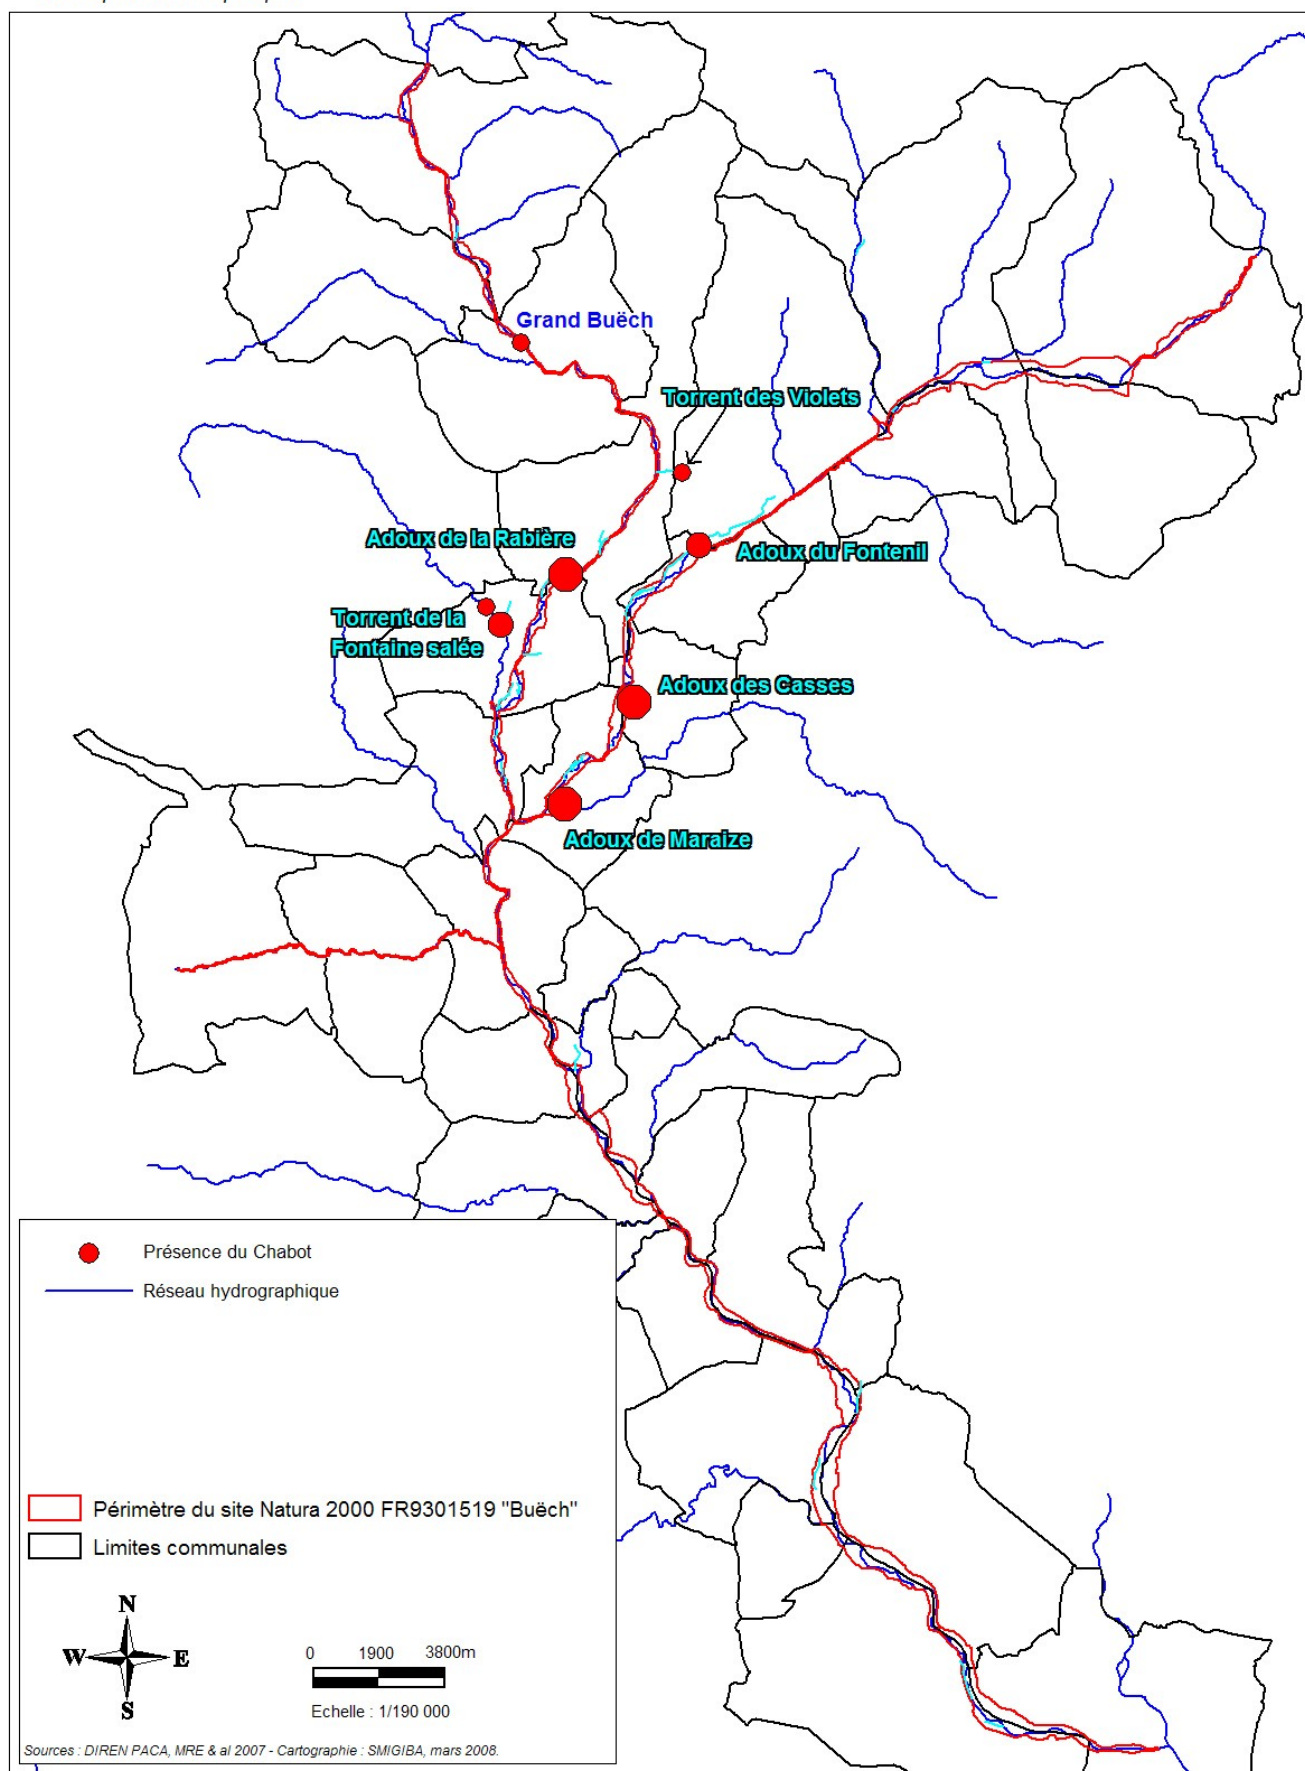 Grand Buëch
Torrent des Violets
Adoux de la Rabière
Adoux du Fontenil
Torrent de la
Fontaine salée
Adoux des Casses
Adoux de Maraize
Présence du Chabot
Réseau hydrographique
Périmètre du site Natura 2000 FR9301519 "Buëch"
Limites communales
N
W E
S
0 1900 3800m
Echelle : 1/190 000
Sources : DIREN PACA, MRE & al 2007 - Cartographie : SMIGIBA, mars 2008.